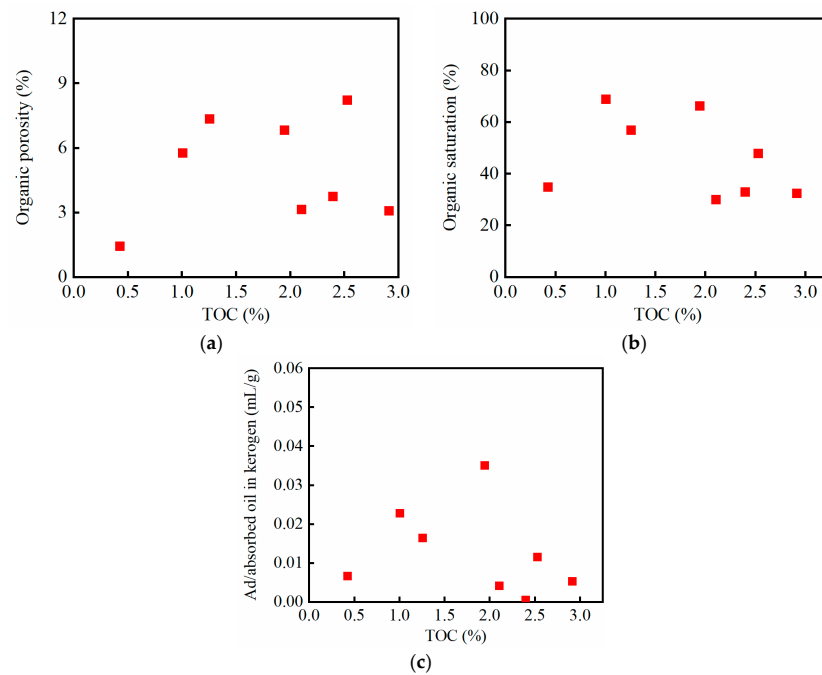 12
9
6
3
0
Organic porosity (%)
0.0 0.5 1.0 1.5 2.0 2.5 3.0
TOC (%)
(a)
100
80
60
40
20
0
Organic saturation (%)
0.0 0.5 1.0 1.5 2.0 2.5 3.0
TOC (%)
(b)
0.06
0.05
0.04
0.03
0.02
0.01
0.00
Ad/absorbed oil in kerogen (mL/g)
0.0 0.5 1.0 1.5 2.0 2.5 3.0
TOC (%)
(c)